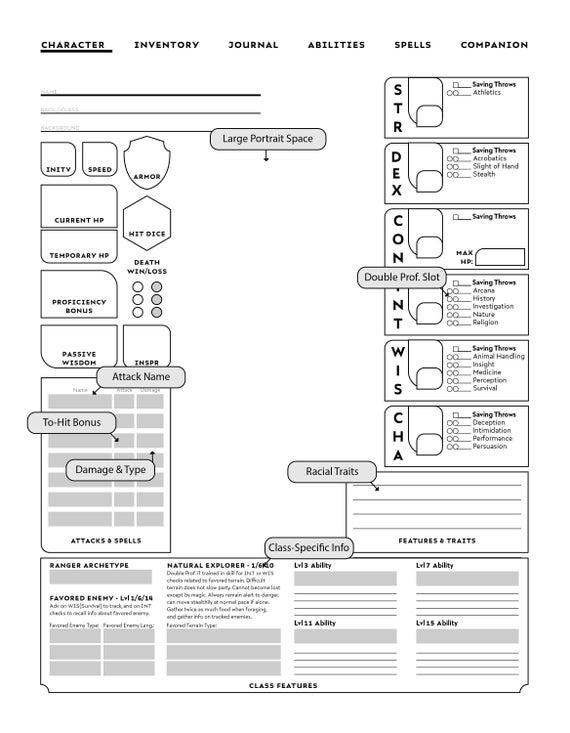 CHARACTER INVENTORY JOURNAL ABILITIES SPELLS COMPANION
NAME
RACE/CLASS
BACKGROUND
Large Portrait Space
INITV SPEED ARMOR
CURRENT HP
HIT DICE
TEMPORARY HP
DEATH
WIN/LOSS
PROFICIENCY
BONUS
PASSIVE
WISDOM
INSPR
STR
Saving Throws
Athletics
DEX
Saving Throws
Acrobatics
Slight of Hand
Stealth
CON
Saving Throws
MAX
HP:
Double Prof. Slot
INT
Saving Throws
Arcana
History
Investigation
Nature
Religion
WIS
Saving Throws
Animal Handling
Insight
Medicine
Perception
Survival
CHA
Saving Throws
Deception
Intimidation
Performance
Persuasion
Attack Name
Name Attack Damage
To-Hit Bonus
Damage & Type
ATTACKS & SPELLS
Racial Traits
FEATURES & TRAITS
Class-Specific Info
RANGER ARCHETYPE
FAVORED ENEMY - Lvl 1/6/14
Adv on WIS(Survival) to track, and on INT
checks to recall info about favored enemy.
Favored Enemy Type: Favored Enemy Lang.:
NATURAL EXPLORER - 1/6/10
Double Prof. if trained in skill for INT or WIS
checks related to favored terrain. Difficult
terrain does not slow party. Cannot become lost
except by magic. Always remain alert to danger,
can move stealthily at normal pace if alone.
Gather twice as much food when foraging,
and gather info on tracked enemies.
Favored Terrain Type:
Lvl3 Ability Lvl7 Ability
Lvl11 Ability Lvl15 Ability
CLASS FEATURES